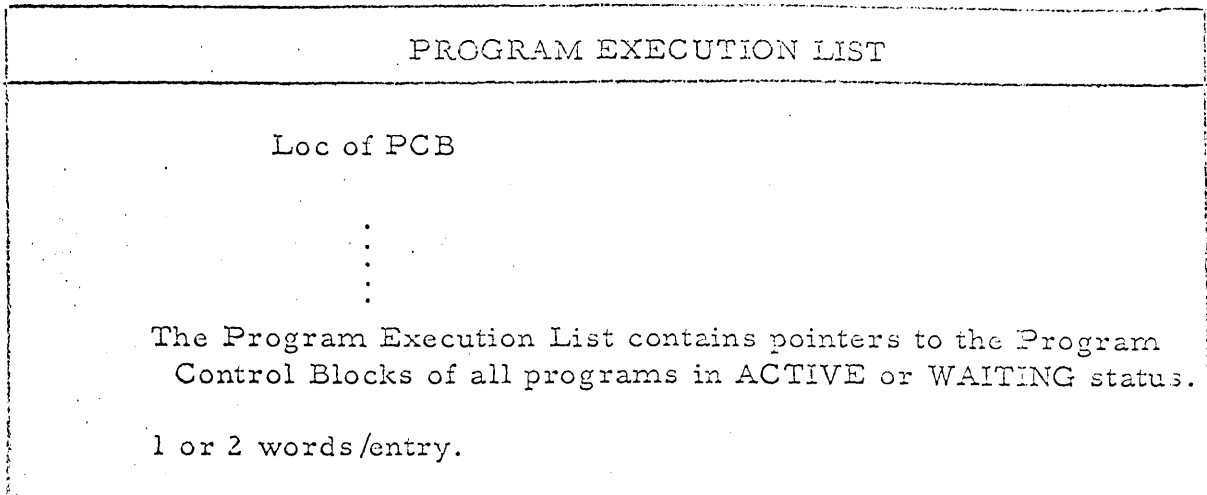 PROGRAM EXECUTION LIST
Loc of PCB
The Program Execution List contains pointers to the Program
Control Blocks of all programs in ACTIVE or WAITING status.
1 or 2 words/entry.